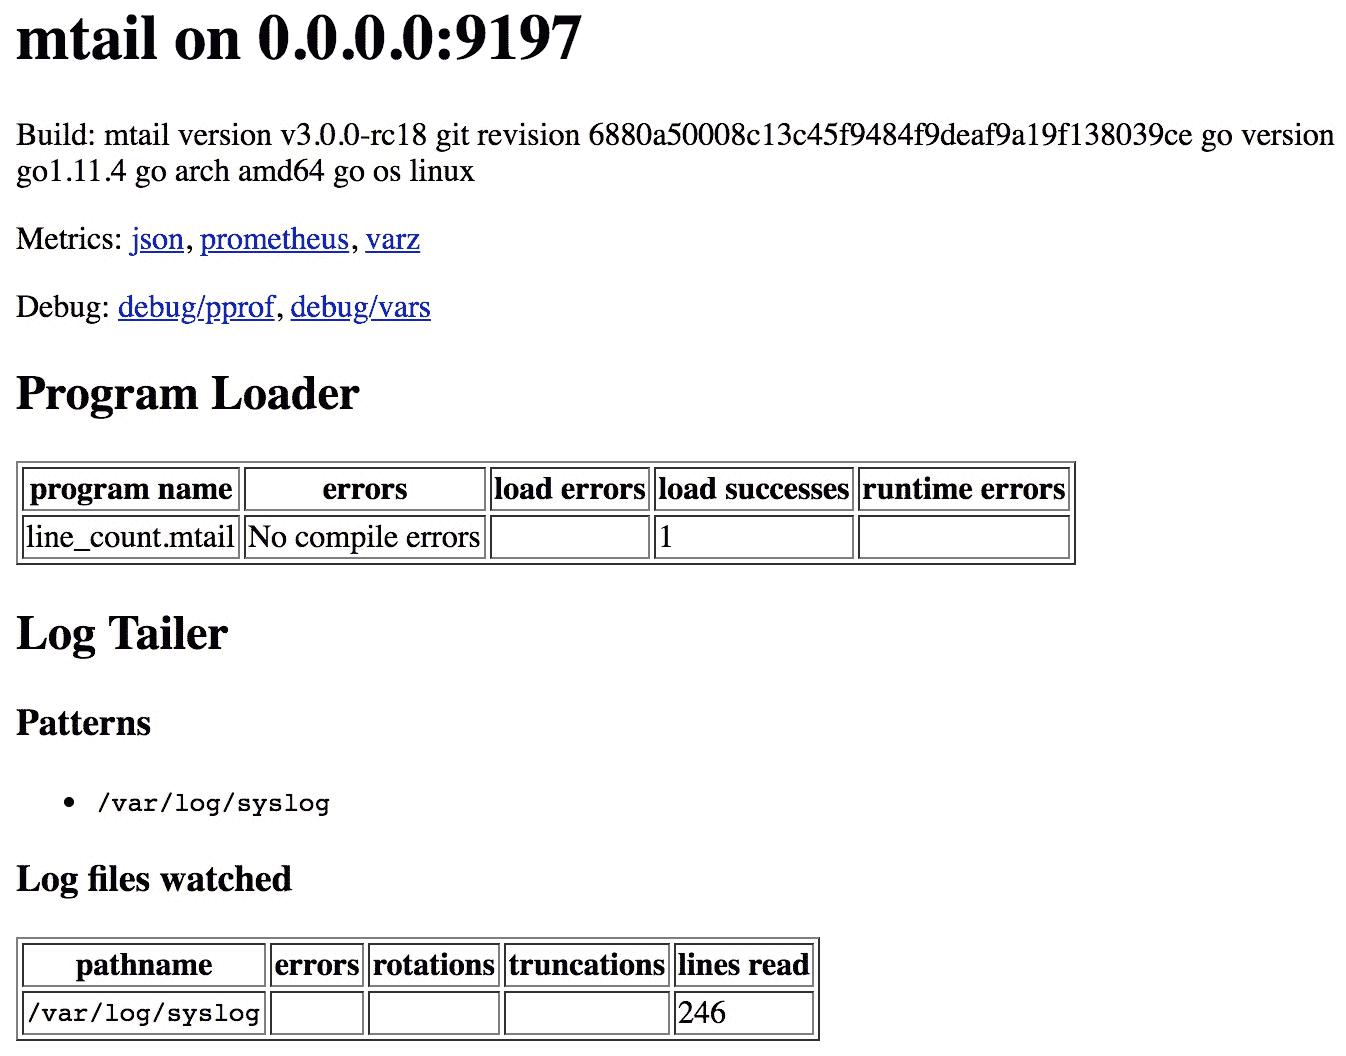 mtail on 0.0.0.0:9197
Build: mtail version v3.0.0-rc18 git revision 6880a50008c13c45f9484f9deaf9a19f138039ce go version
go1.11.4 go arch amd64 go os linux
Metrics: json, prometheus, varz
Debug: debug/pprof, debug/vars
Program Loader
program name errors load errors load successes runtime errors
line_count.mtail No compile errors 1
Log Tailer
Patterns
• /var/log/syslog
Log files watched
pathname errors rotations truncations lines read
/var/log/syslog 246